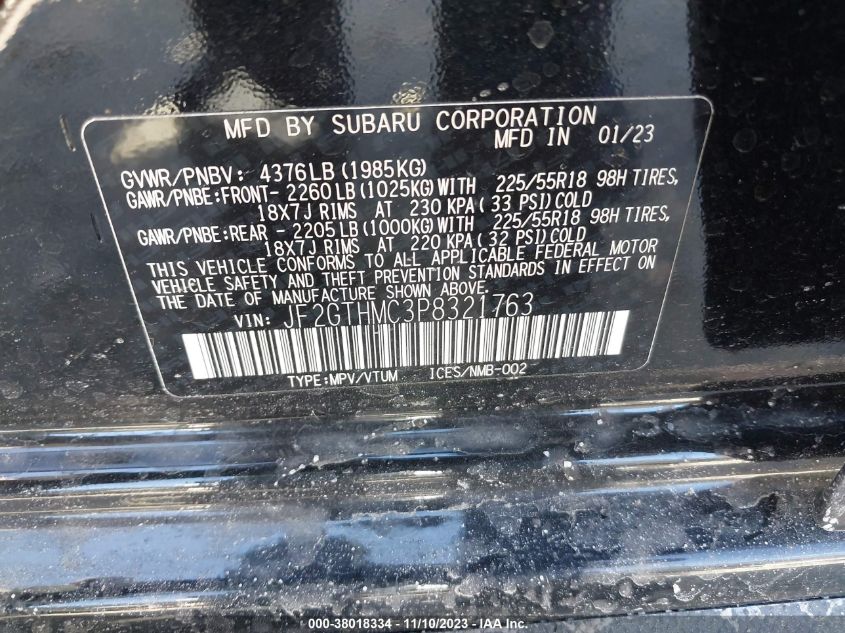 MFD BY SUBARU CORPORATION
MFD IN 01/23
GVWR/PNBV: 4376LB (1985KG)
GAWR/PNBE:FRONT- 2260LB (1025KG) WITH 225/55R18 98H TIRES,
18X7J RIMS AT 230 KPA ( 33 PSI) COLD
GAWR/PNBE:REAR - 2205LB (1000KG) WITH 225/55R18 98H TIRES,
18X7J RIMS AT 220 KPA ( 32 PSI) COLD
THIS VEHICLE CONFORMS TO ALL APPLICABLE FEDERAL MOTOR
VEHICLE SAFETY AND THEFT PREVENTION STANDARDS IN EFFECT ON
THE DATE OF MANUFACTURE SHOWN ABOVE.
VIN: JF2GTHMC3P8321763
TYPE:MPV/VTUM ICES/NMB-002
000-38018334 - 11/10/2023 - IAA Inc.